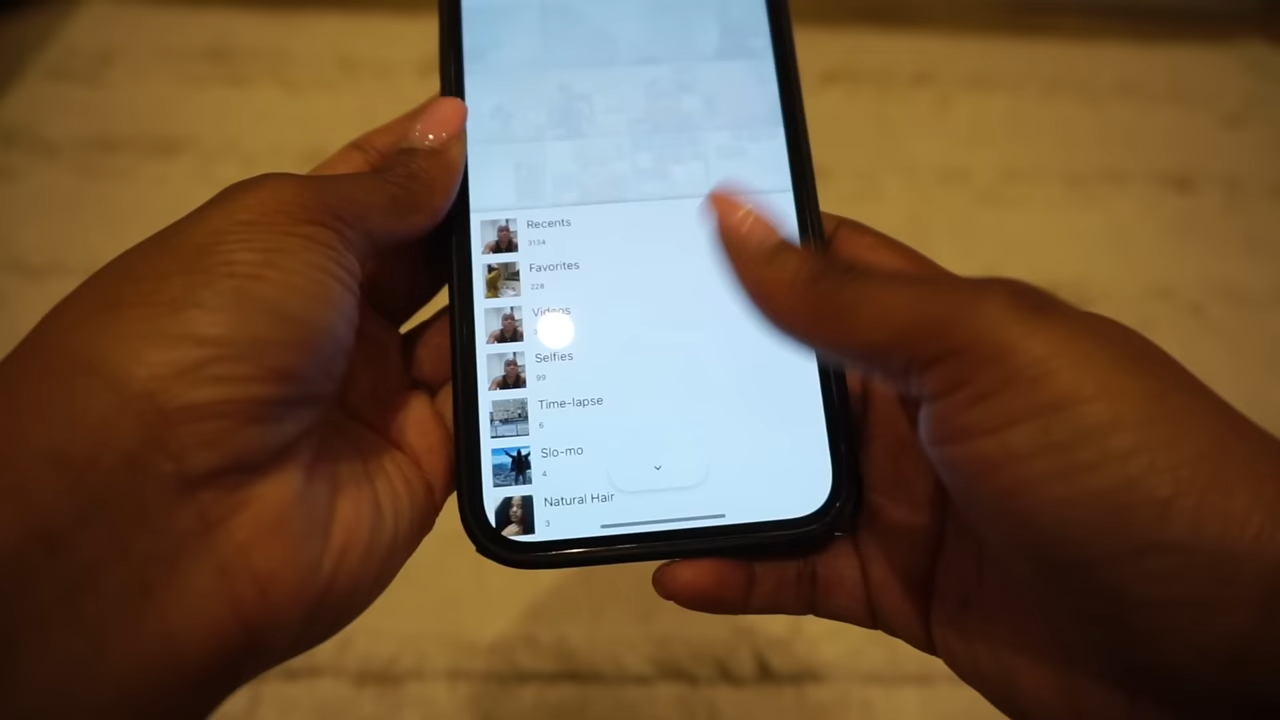 Recents
3134
Favorites
228
Videos
Selfies
99
Time-lapse
6
Slo-mo
4
Natural Hair
3